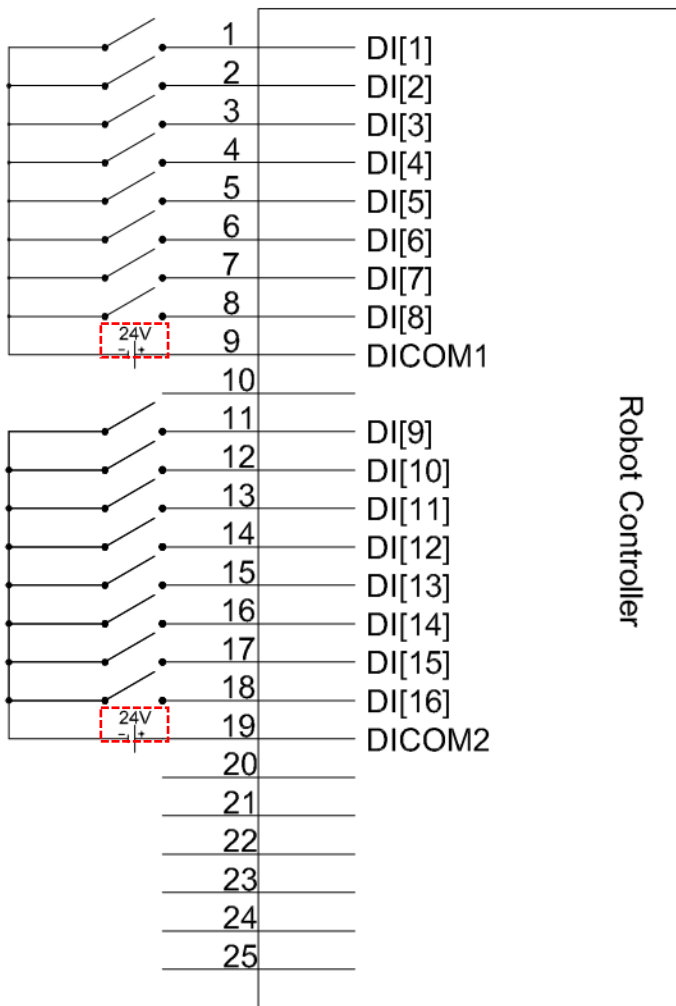 1 DI[1]
2 DI[2]
3 DI[3]
4 DI[4]
5 DI[5]
6 DI[6]
7 DI[7]
8 DI[8]
24V
- +
9 DICOM1
10
11 DI[9]
12 DI[10]
13 DI[11]
14 DI[12]
15 DI[13]
16 DI[14]
17 DI[15]
18 DI[16]
24V
- +
19 DICOM2
20
21
22
23
24
25
Robot Controller